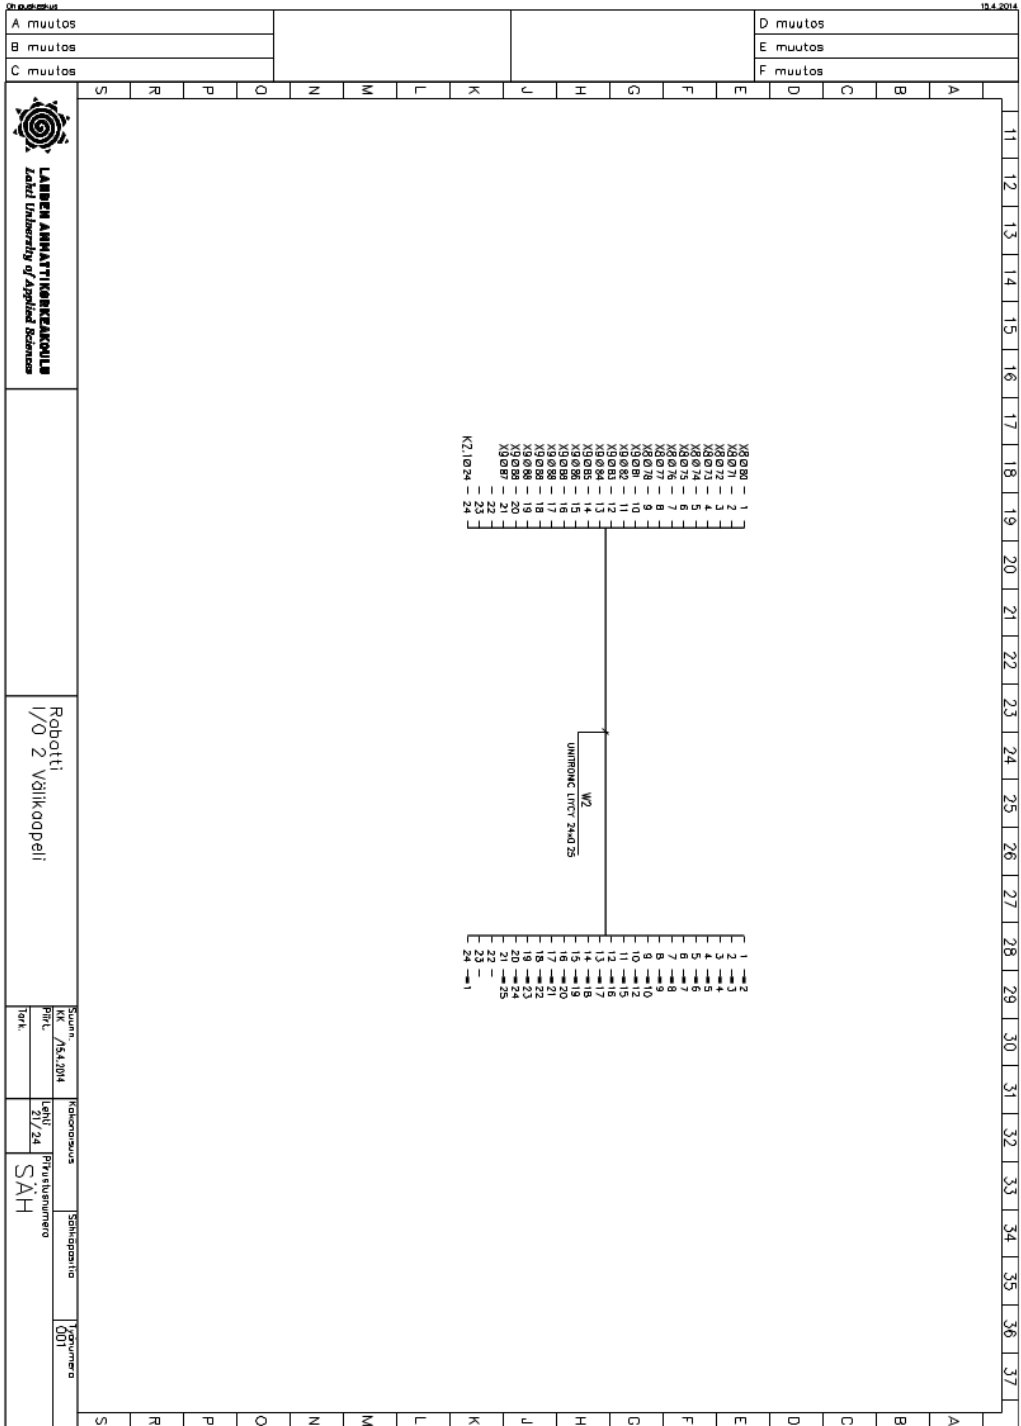 Ohjauskeskus
15.4.2014
A muutos
B muutos
C muutos
D muutos
E muutos
F muutos
S R P O N M L K J H G F E D C B A
11 12 13 14 15 16 17 18 19 20 21 22 23 24 25 26 27 28 29 30 31 32 33 34 35 36 37
LAHDEN AMMATTIKORKEAKOULU
Lahti University of Applied Sciences
X8080 - 1
X8071 - 2
X8072 - 3
X8073 - 4
X8074 - 5
X8075 - 6
X8076 - 7
X8077 - 8
X8078 - 9
X9081 - 10
X9082 - 11
X9083 - 12
X9084 - 13
X9085 - 14
X9086 - 15
X9088 - 16
X9088 - 17
X9088 - 18
X9088 - 19
X9088 - 20
X9087 - 21
- 22
- 23
K2.1024 - 24
W2
UNITRONIC LIYCY 24x0.25
1 2
2 3
3 4
4 5
5 6
6 7
7 8
8 9
9 10
10 12
11 15
12 16
13 17
14 18
15 19
16 20
17 21
18 22
19 23
20 24
21 25
22 -
23 -
24 1
Rabatti
I/O 2 Välikaapeli
Suunn.
KK /15.4.2014
Piirt.
Tark.
Kokonaisuus
Lehti
21/24
Piirustusnumero
SÄH
Sähköpositio
Työnumero
001
S R P O N M L K J H G F E D C B A